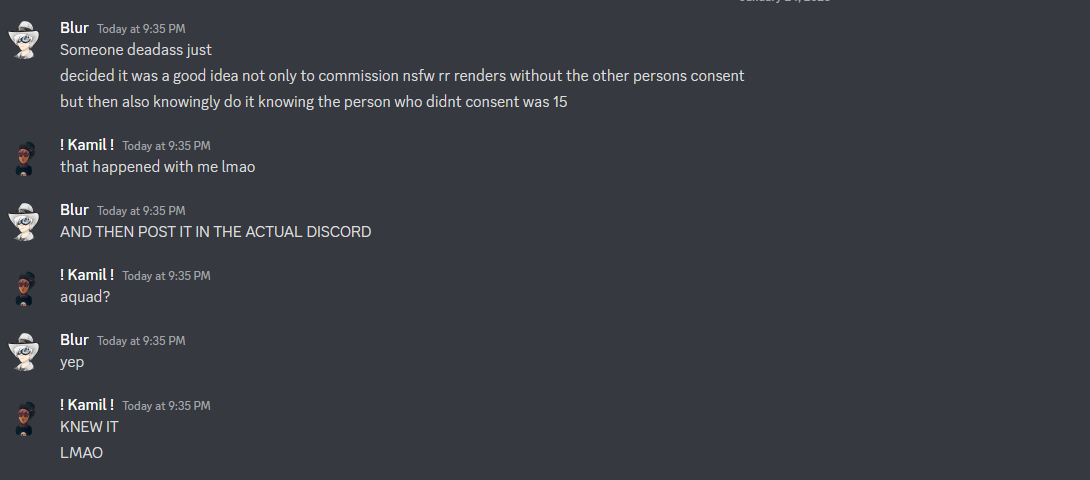 Blur Today at 9:35 PM
Someone deadass just
decided it was a good idea not only to commission nsfw rr renders without the other persons consent
but then also knowingly do it knowing the person who didnt consent was 15
! Kamil ! Today at 9:35 PM
that happened with me lmao
Blur Today at 9:35 PM
AND THEN POST IT IN THE ACTUAL DISCORD
! Kamil ! Today at 9:35 PM
aquad?
Blur Today at 9:35 PM
yep
! Kamil ! Today at 9:35 PM
KNEW IT
LMAO